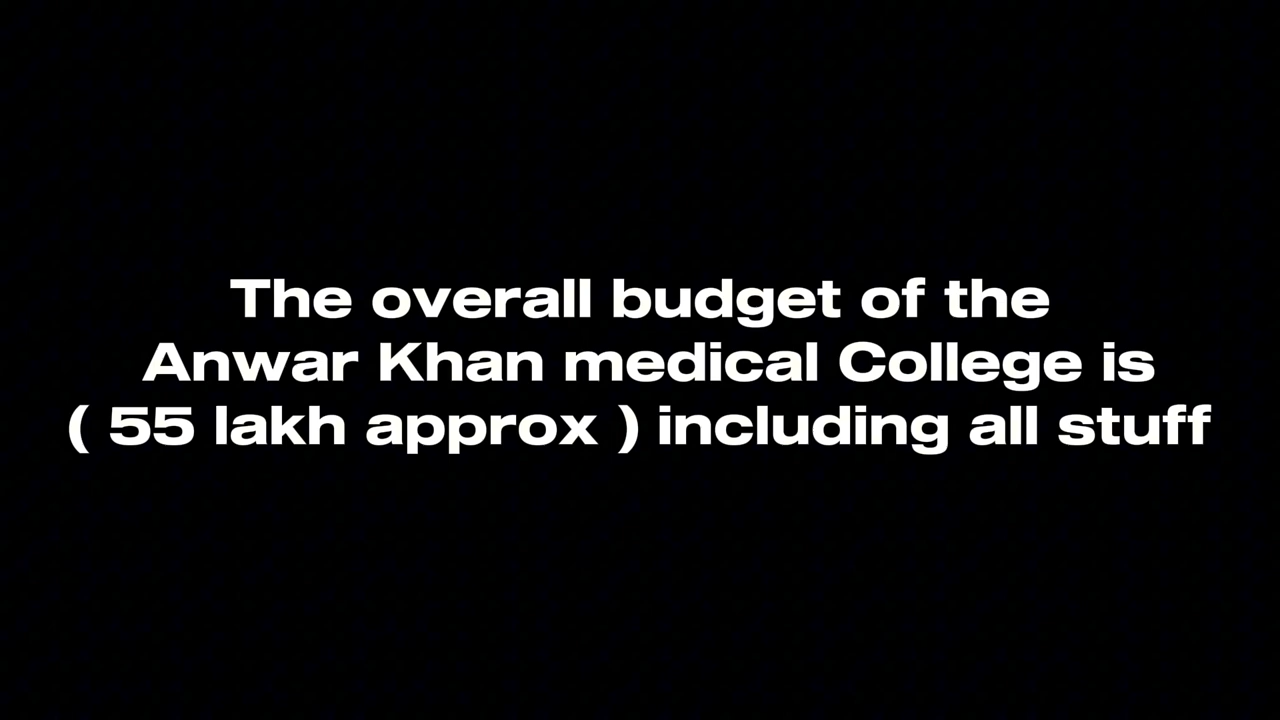 The overall budget of the
Anwar Khan medical College is
( 55 lakh approx ) including all stuff